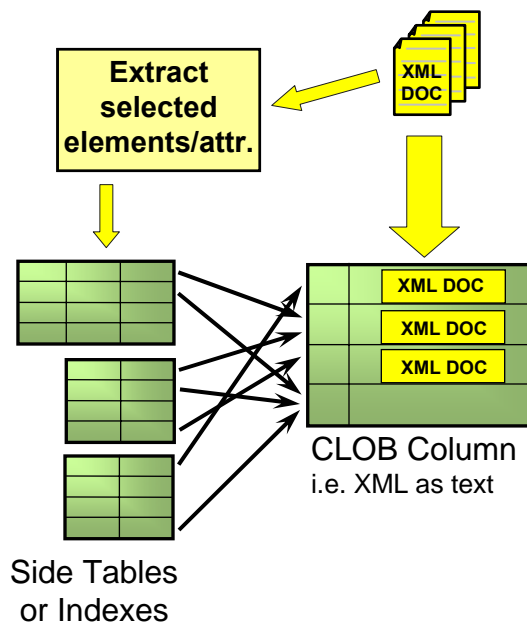 Extract
selected
elements/attr.
XML
DOC
XML DOC
XML DOC
XML DOC
CLOB Column
i.e. XML as text
Side Tables
or Indexes